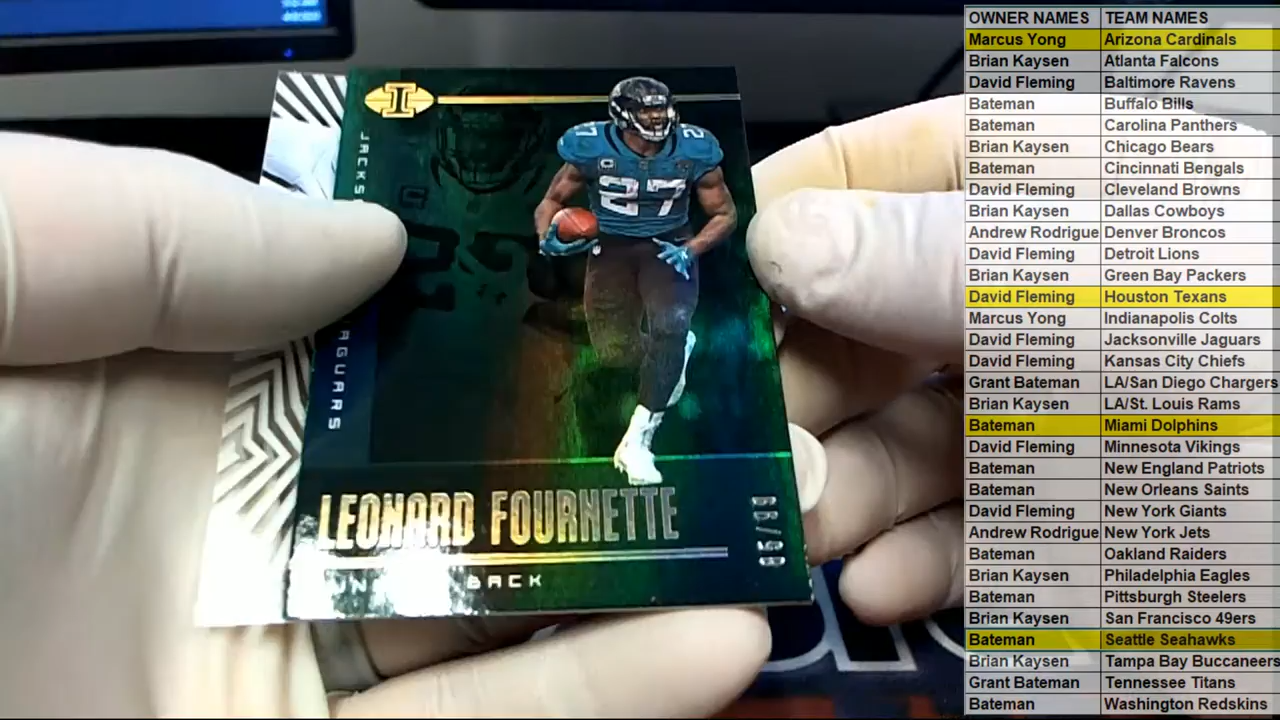 JACKS
AGUARS
27
LEONARD FOURNETTE
BACK
OWNER NAMES TEAM NAMES
Marcus Yong Arizona Cardinals
Brian Kaysen Atlanta Falcons
David Fleming Baltimore Ravens
Bateman Buffalo Bills
Bateman Carolina Panthers
Brian Kaysen Chicago Bears
Bateman Cincinnati Bengals
David Fleming Cleveland Browns
Brian Kaysen Dallas Cowboys
Andrew Rodrigue Denver Broncos
David Fleming Detroit Lions
Brian Kaysen Green Bay Packers
David Fleming Houston Texans
Marcus Yong Indianapolis Colts
David Fleming Jacksonville Jaguars
David Fleming Kansas City Chiefs
Grant Bateman LA/San Diego Chargers
Brian Kaysen LA/St. Louis Rams
Bateman Miami Dolphins
David Fleming Minnesota Vikings
Bateman New England Patriots
Bateman New Orleans Saints
David Fleming New York Giants
Andrew Rodrigue New York Jets
Bateman Oakland Raiders
Brian Kaysen Philadelphia Eagles
Bateman Pittsburgh Steelers
Brian Kaysen San Francisco 49ers
Bateman Seattle Seahawks
Brian Kaysen Tampa Bay Buccaneers
Grant Bateman Tennessee Titans
Bateman Washington Redskins